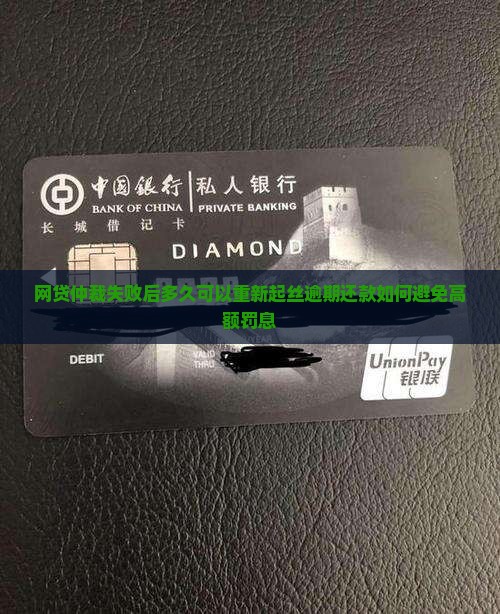 中國銀行 私人银行
BANK OF CHINA PRIVATE BANKING
长城借记卡
DIAMOND
网贷仲裁失败后多久可以重新起丝逾期还款如何避免高
额罚息
DEBIT
VALID
THRU
UnionPay
银联